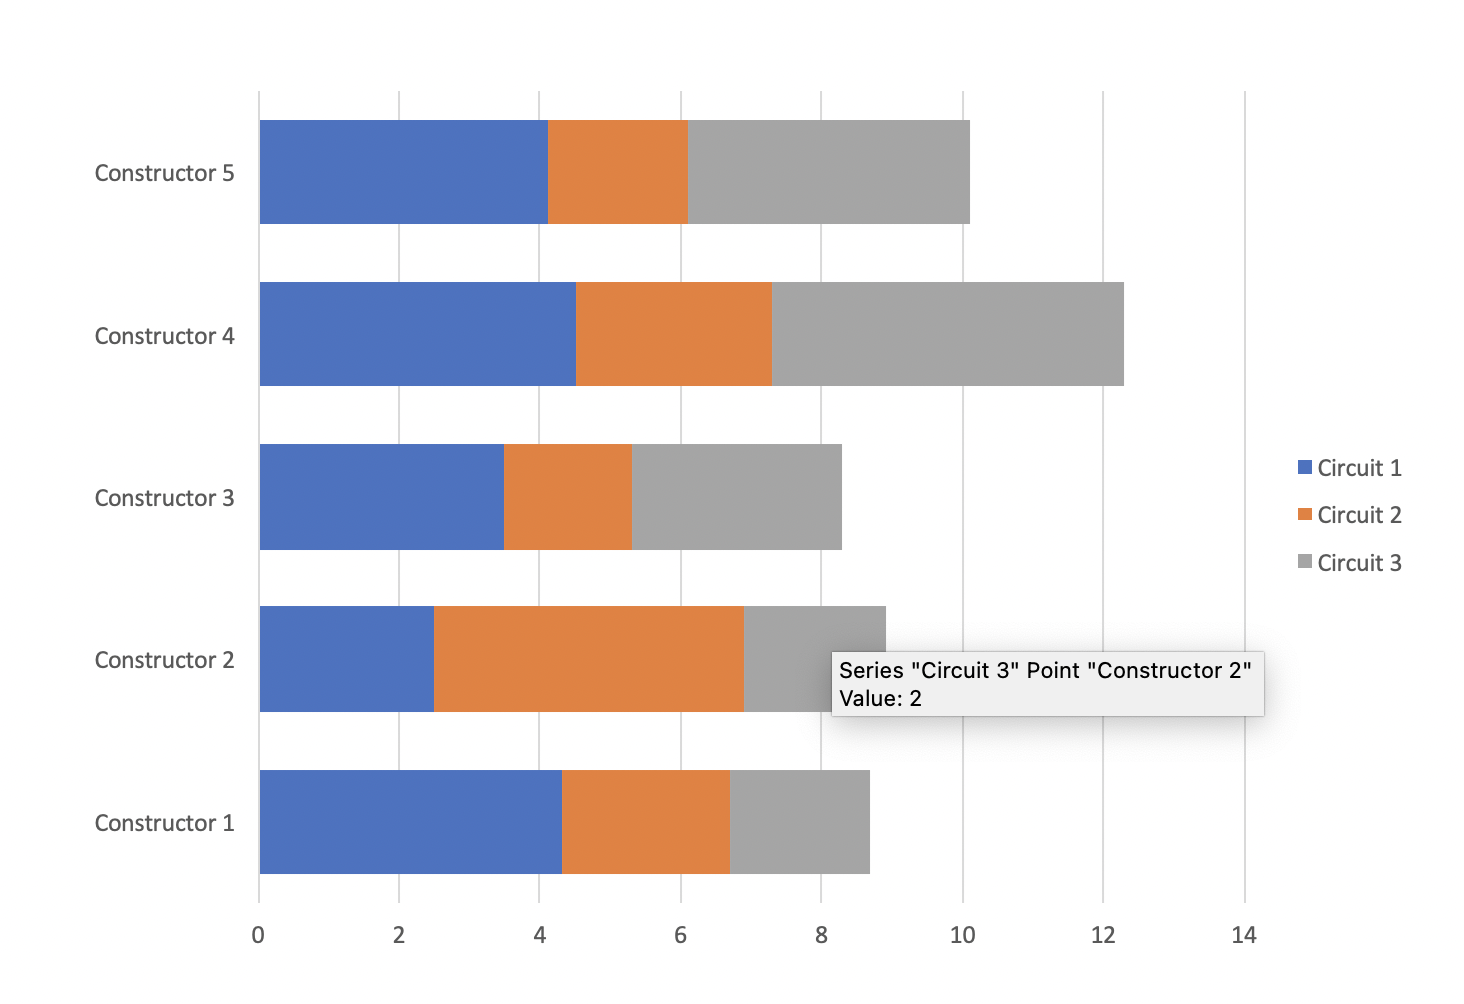 Constructor 5
Constructor 4
Constructor 3
Constructor 2
Constructor 1
Circuit 1
Circuit 2
Circuit 3
Series "Circuit 3" Point "Constructor 2"
Value: 2
0 2 4 6 8 10 12 14